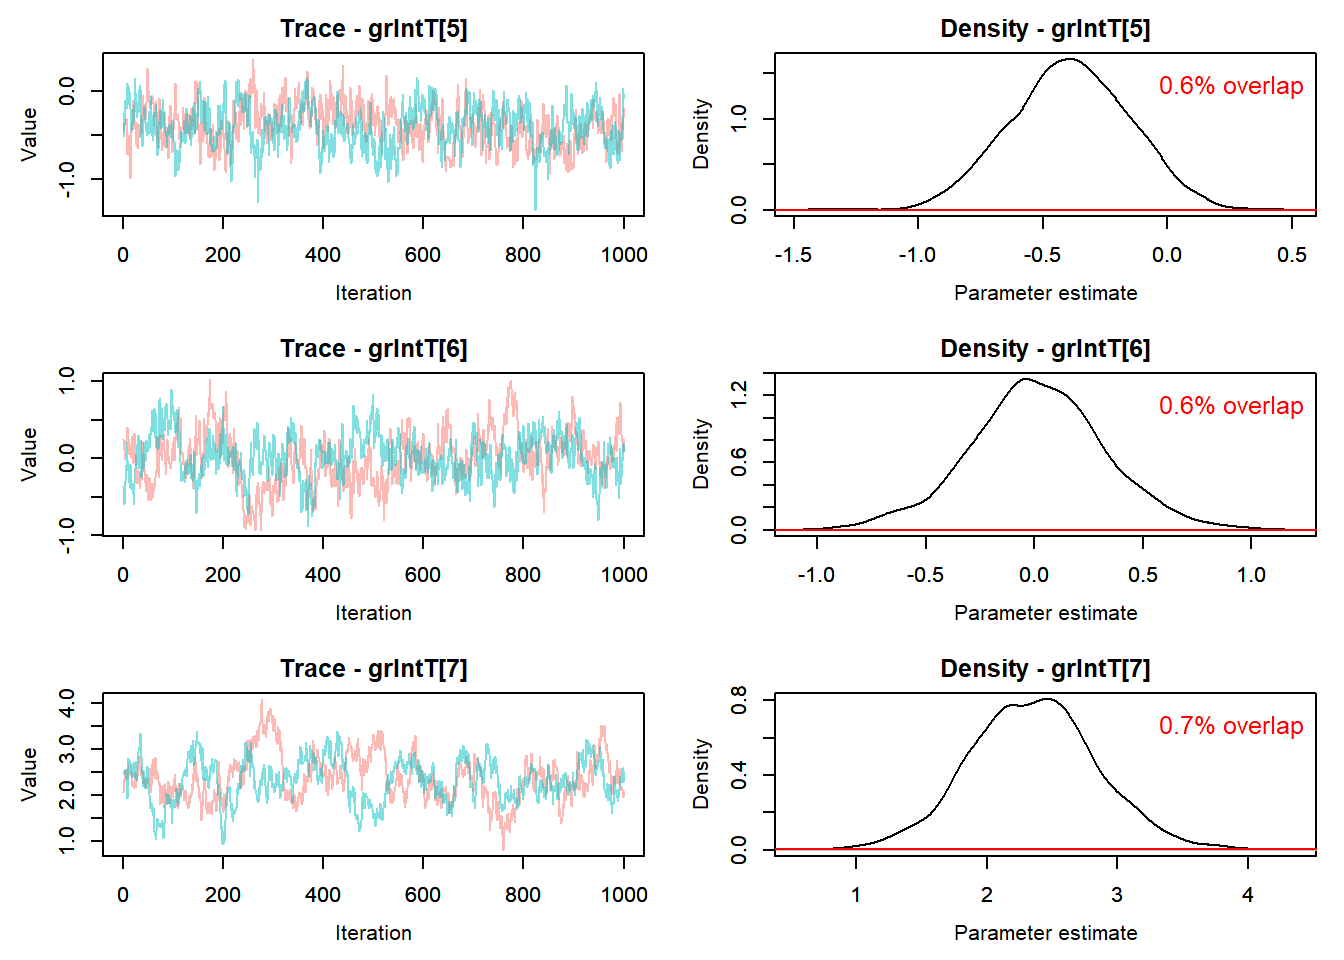 Trace - grIntT[5]
Value
0.0
-1.0
0 200 400 600 800 1000
Iteration
Density - grIntT[5]
0.6% overlap
Density
1.0
0.0
-1.5 -1.0 -0.5 0.0 0.5
Parameter estimate
Trace - grIntT[6]
Value
1.0
0.0
-1.0
0 200 400 600 800 1000
Iteration
Density - grIntT[6]
0.6% overlap
Density
1.2
0.6
0.0
-1.0 -0.5 0.0 0.5 1.0
Parameter estimate
Trace - grIntT[7]
Value
4.0
3.0
2.0
1.0
0 200 400 600 800 1000
Iteration
Density - grIntT[7]
0.7% overlap
Density
0.8
0.4
0.0
1 2 3 4
Parameter estimate